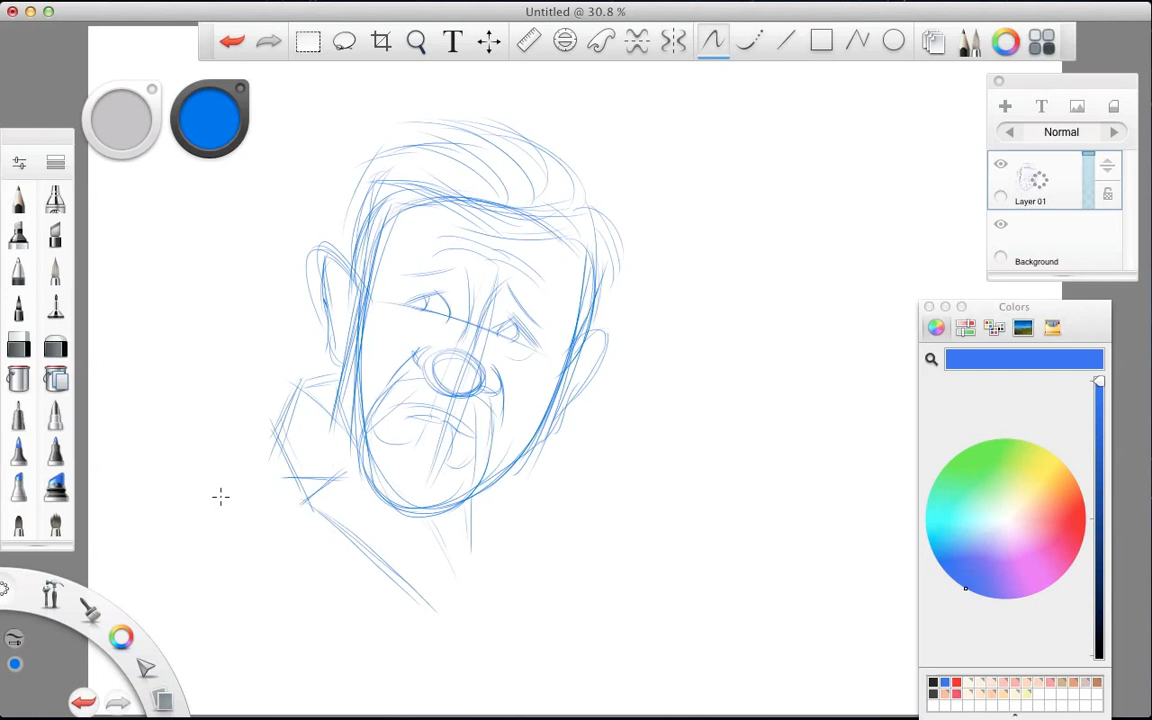 Untitled @ 30.8 %
T
T
Normal
Layer 01
Background
Colors